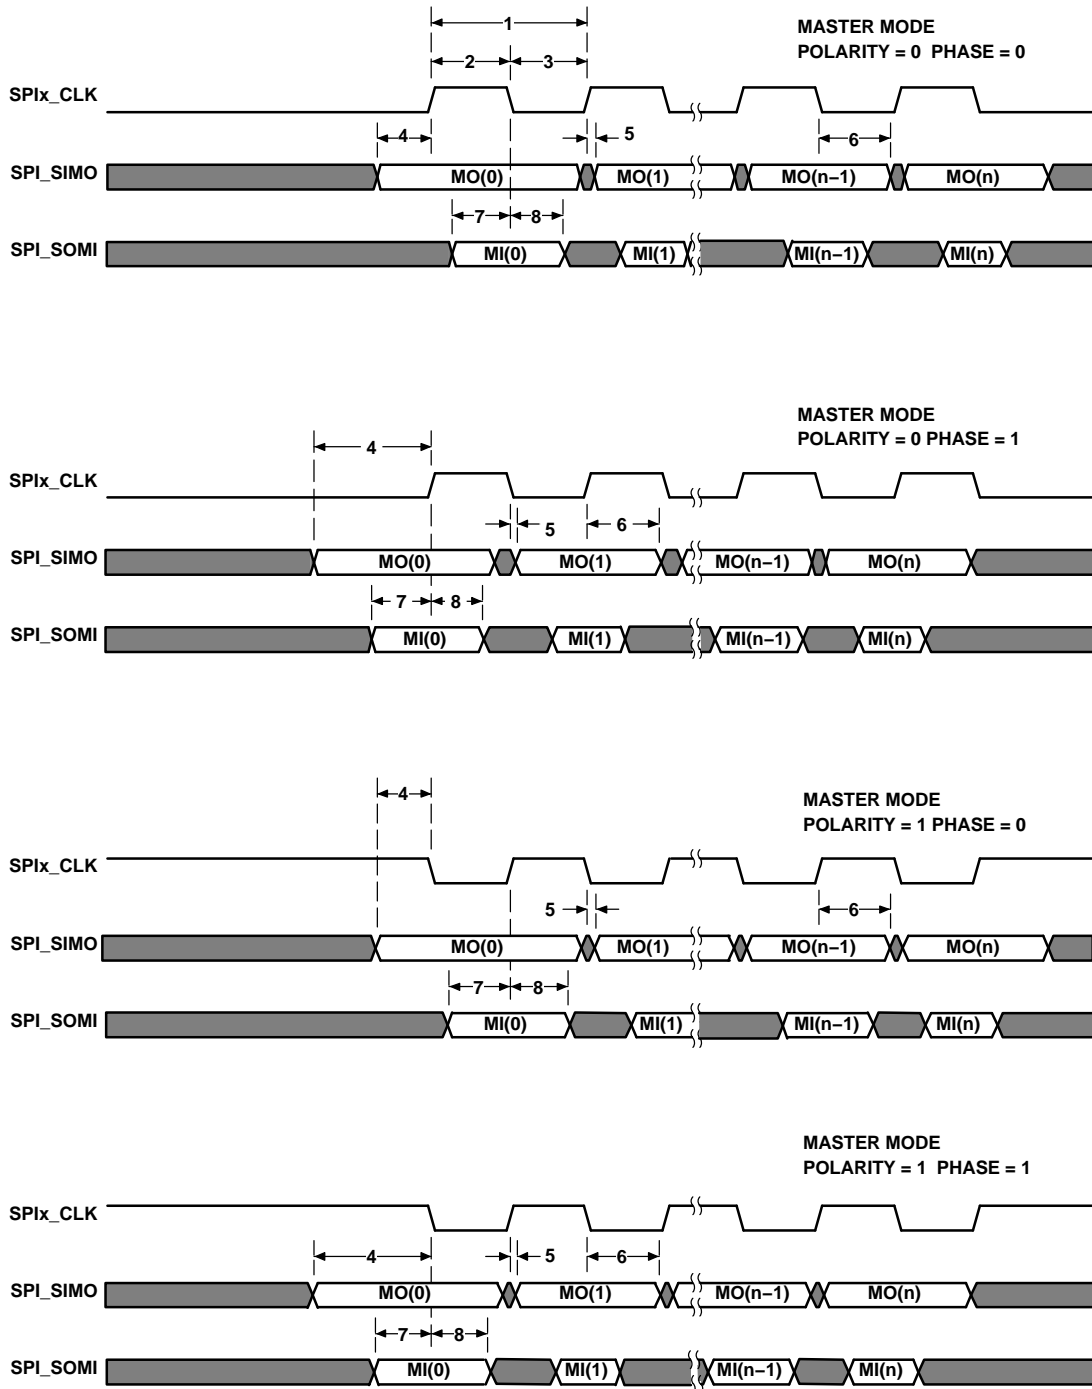 1
MASTER MODE
POLARITY = 0 PHASE = 0
2 3
SPIx_CLK
4 5 6
SPI_SIMO MO(0) MO(1) MO(n−1) MO(n)
7 8
SPI_SOMI MI(0) MI(1) MI(n−1) MI(n)
MASTER MODE
POLARITY = 0 PHASE = 1
4
SPIx_CLK
5 6
SPI_SIMO MO(0) MO(1) MO(n−1) MO(n)
7 8
SPI_SOMI MI(0) MI(1) MI(n−1) MI(n)
4
MASTER MODE
POLARITY = 1 PHASE = 0
SPIx_CLK
5 6
SPI_SIMO MO(0) MO(1) MO(n−1) MO(n)
7 8
SPI_SOMI MI(0) MI(1) MI(n−1) MI(n)
MASTER MODE
POLARITY = 1 PHASE = 1
SPIx_CLK
4 5 6
SPI_SIMO MO(0) MO(1) MO(n−1) MO(n)
7 8
SPI_SOMI MI(0) MI(1) MI(n−1) MI(n)